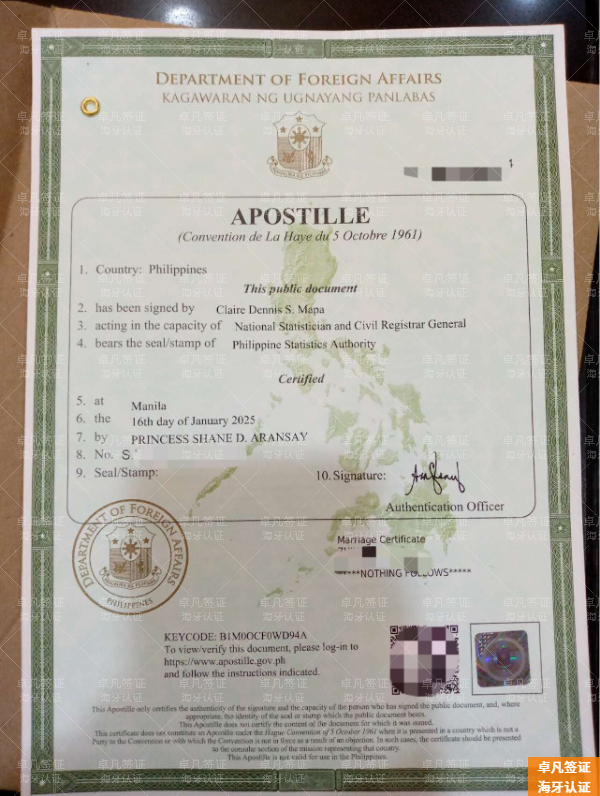 DEPARTMENT OF FOREIGN AFFAIRS
KAGAWARAN NG UGNAYANG PANLABAS
APOSTILLE
(Convention de La Haye du 5 Octobre 1961)
1. Country: Philippines
This public document
2. has been signed by Claire Dennis S. Mapa
3. acting in the capacity of National Statistician and Civil Registrar General
4. bears the seal/stamp of Philippine Statistics Authority
Certified
5. at Manila
6. the 16th day of January 2025
7. by PRINCESS SHANE D. ARANSAY
8. No. S.
9. Seal/Stamp:
10. Signature:
Authentication Officer
DEPARTMENT OF FOREIGN AFFAIRS
PHILIPPINES
Marriage Certificate
*****NOTHING FOLLOWS*****
KEYCODE: B1M0OCF0WD94A
To view/verify this document, please log-in to
https://www.apostille.gov.ph
and follow the instructions indicated.
This Apostille only certifies the authenticity of the signature and the capacity of the person who has signed the public document, and, where
appropriate, the identity of the seal or stamp which the public document bears.
This Apostille does not certify the content of the document for which it was issued.
This certificate does not constitute an Apostille under the Hague Convention of 5 October 1961 when it is presented in a country which is not a
Party to the Convention or with which the Convention is not in force as a result of an objection. In such cases, the certificate should be presented
to the consular section of the mission representing that country.
This Apostille is not valid for use in the Philippines.
卓凡签证
海牙认证